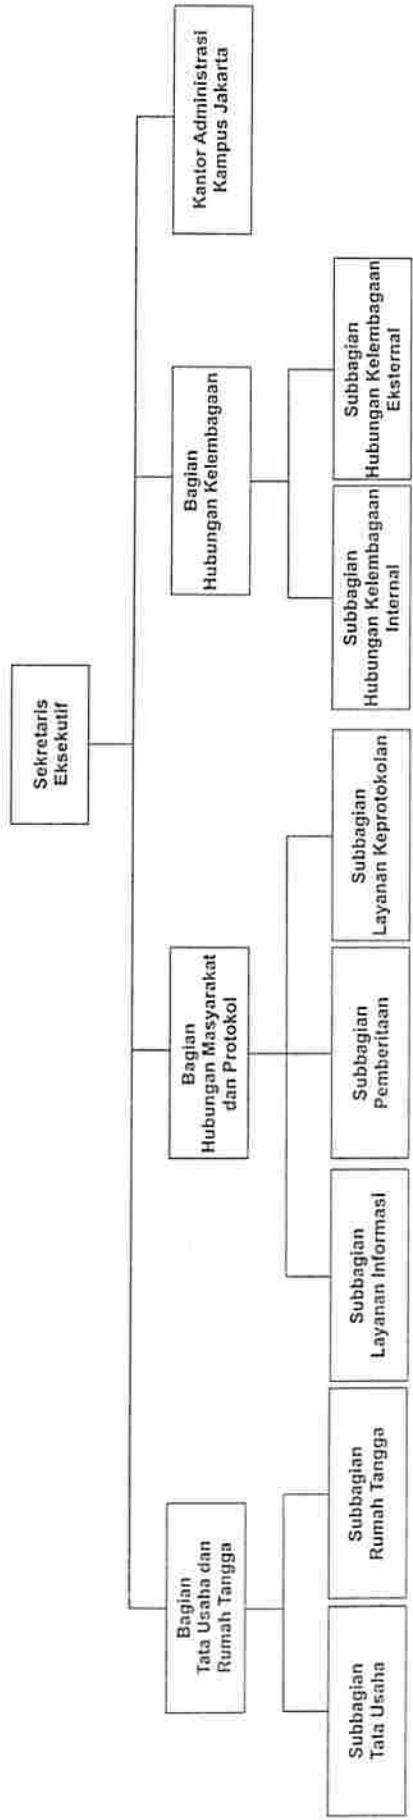 Sekretaris
Eksekutif
Bagian
Tata Usaha dan
Rumah Tangga
Bagian
Hubungan Masyarakat
dan Protokol
Bagian
Hubungan Kelembagaan
Kantor Administrasi
Kampus Jakarta
Subbagian
Tata Usaha
Subbagian
Rumah Tangga
Subbagian
Layanan Informasi
Subbagian
Pemberitaan
Subbagian
Layanan Keprotokolan
Subbagian
Hubungan Kelembagaan
Internal
Subbagian
Hubungan Kelembagaan
Eksternal